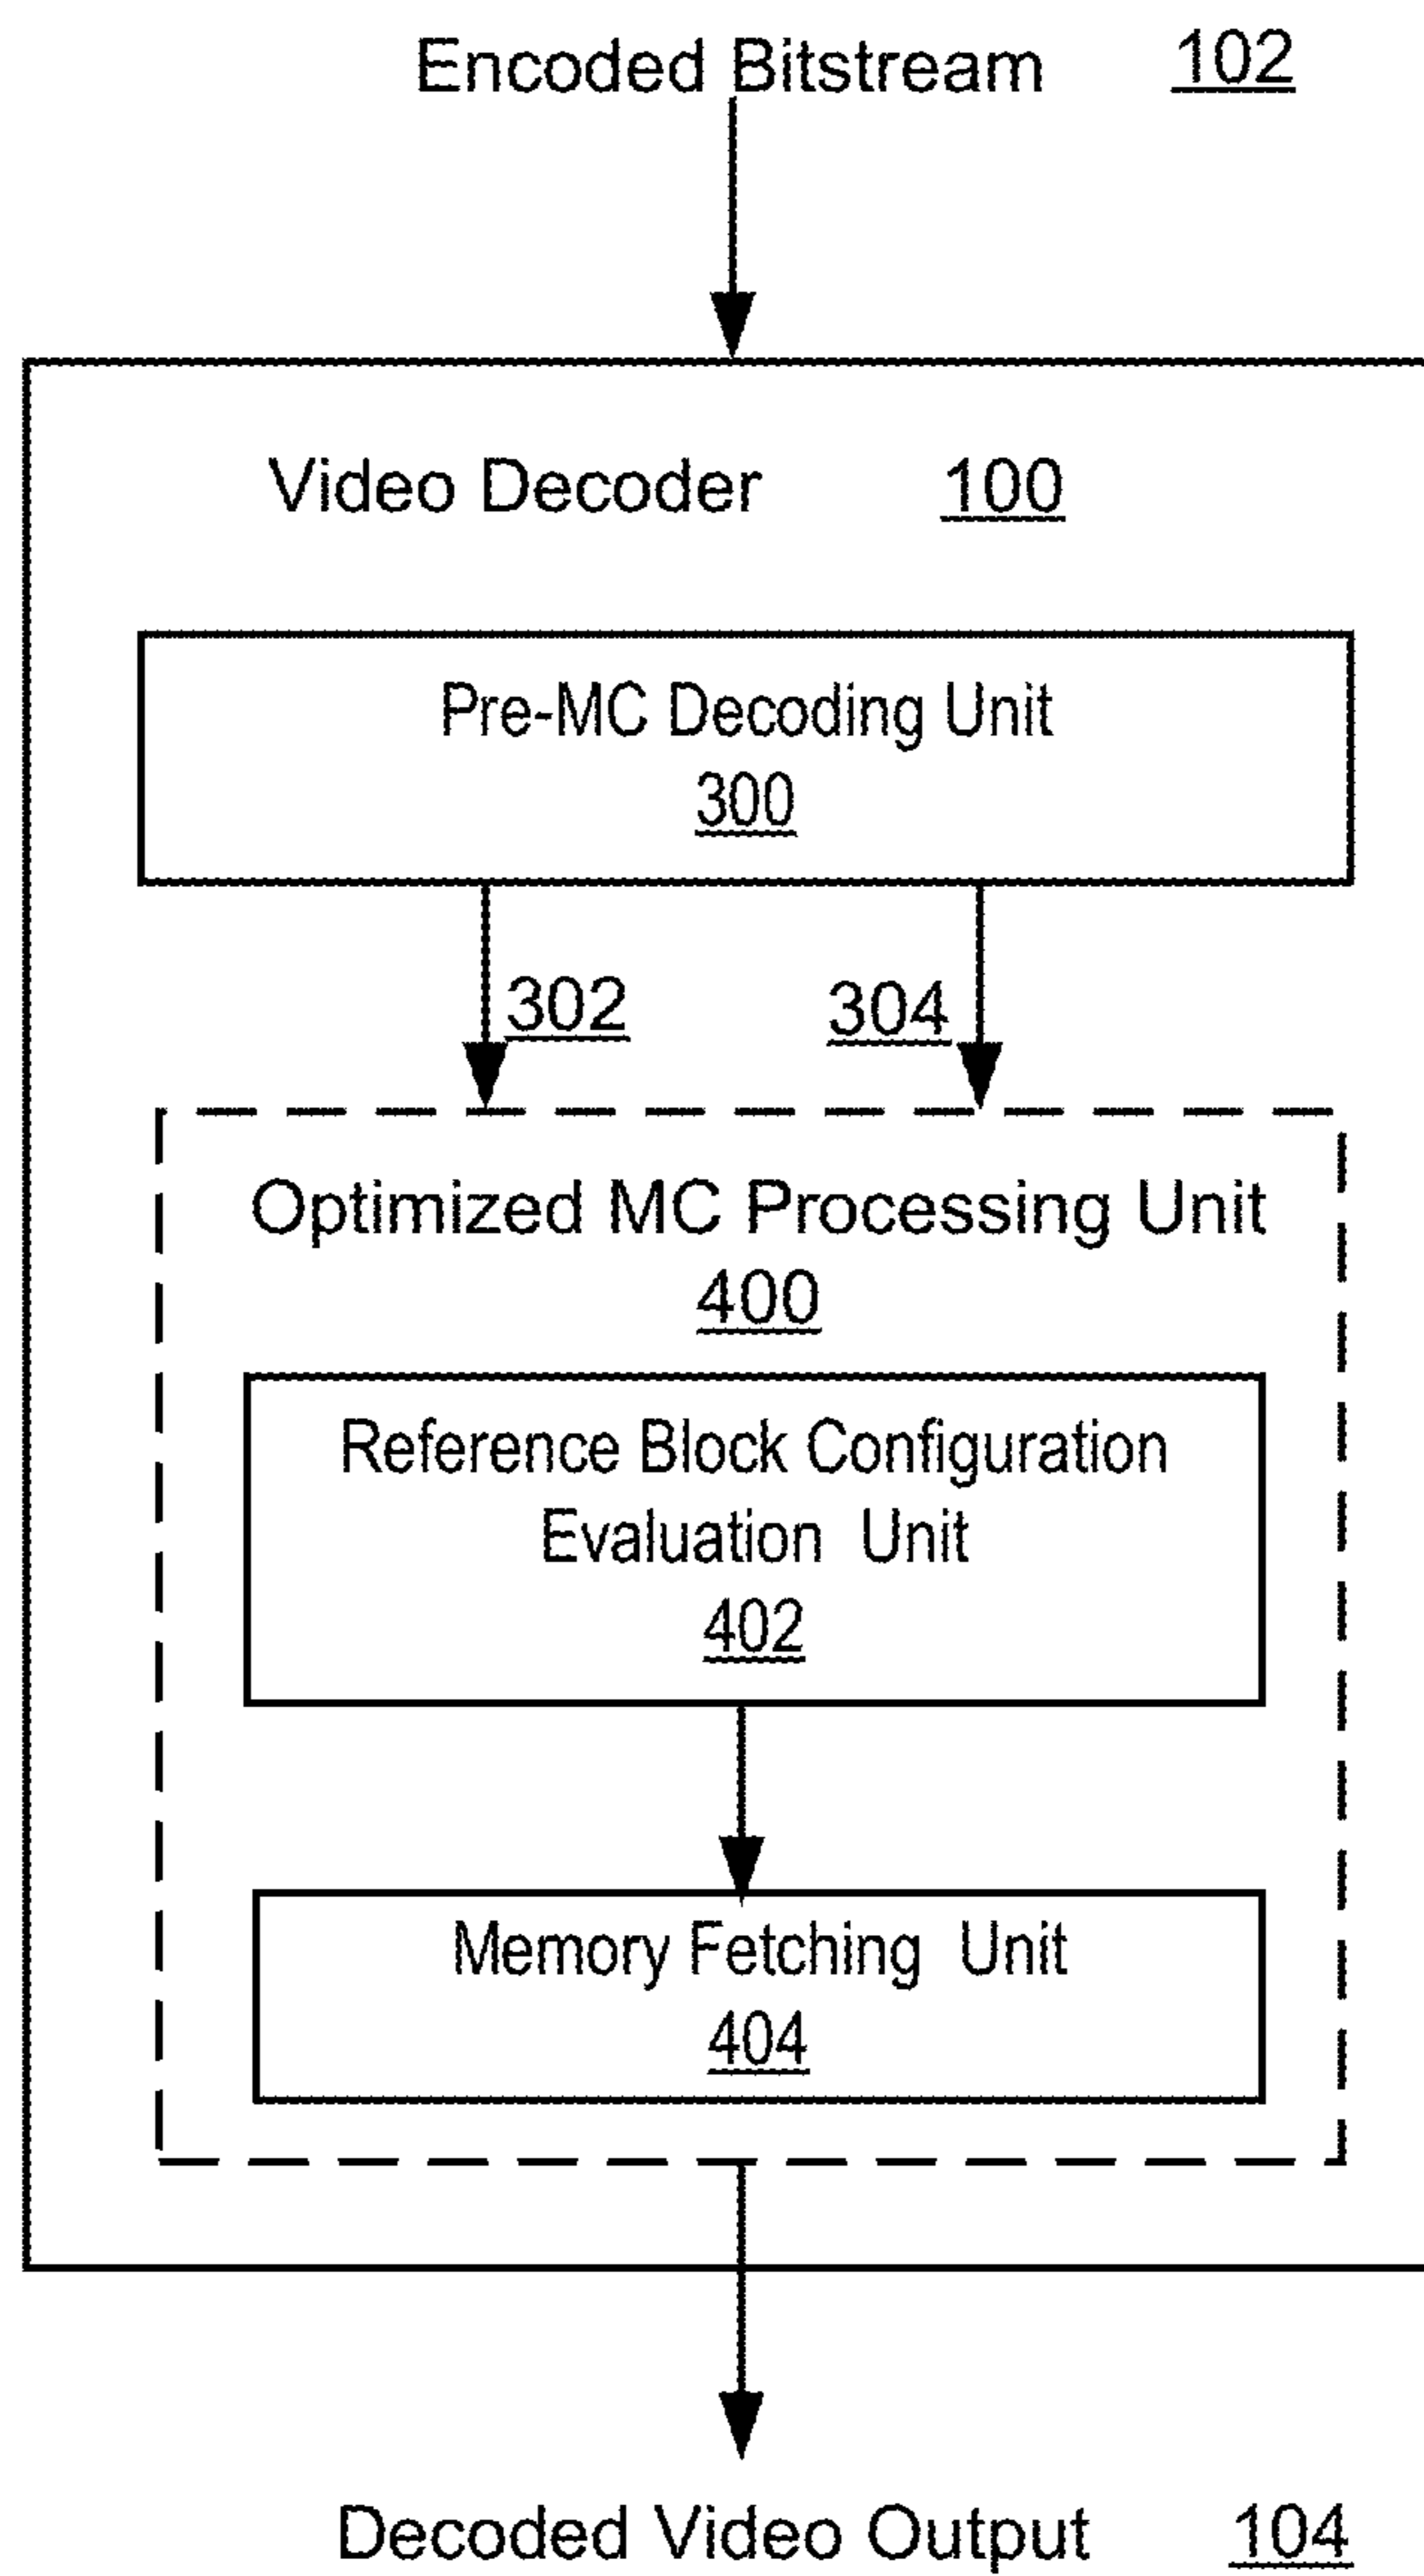 Encoded Bitstream 102
Video Decoder 100
Pre-MC Decoding Unit
300
302 304
Optimized MC Processing Unit
400
Reference Block Configuration
Evaluation Unit
402
Memory Fetching Unit
404
Decoded Video Output 104